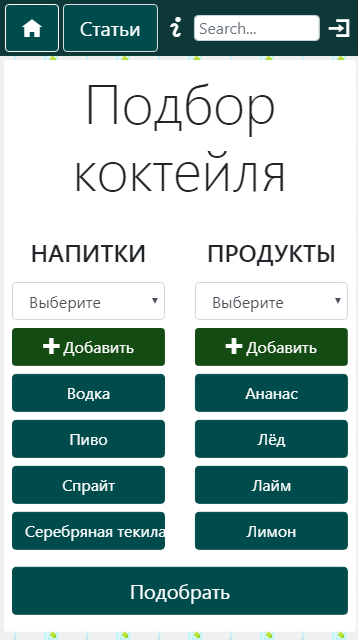 Статьи
Search...
Подбор
коктейля
НАПИТКИ
ПРОДУКТЫ
Выберите
Выберите
Добавить
Добавить
Водка
Ананас
Пиво
Лёд
Спрайт
Лайм
Серебряная текила
Лимон
Подобрать